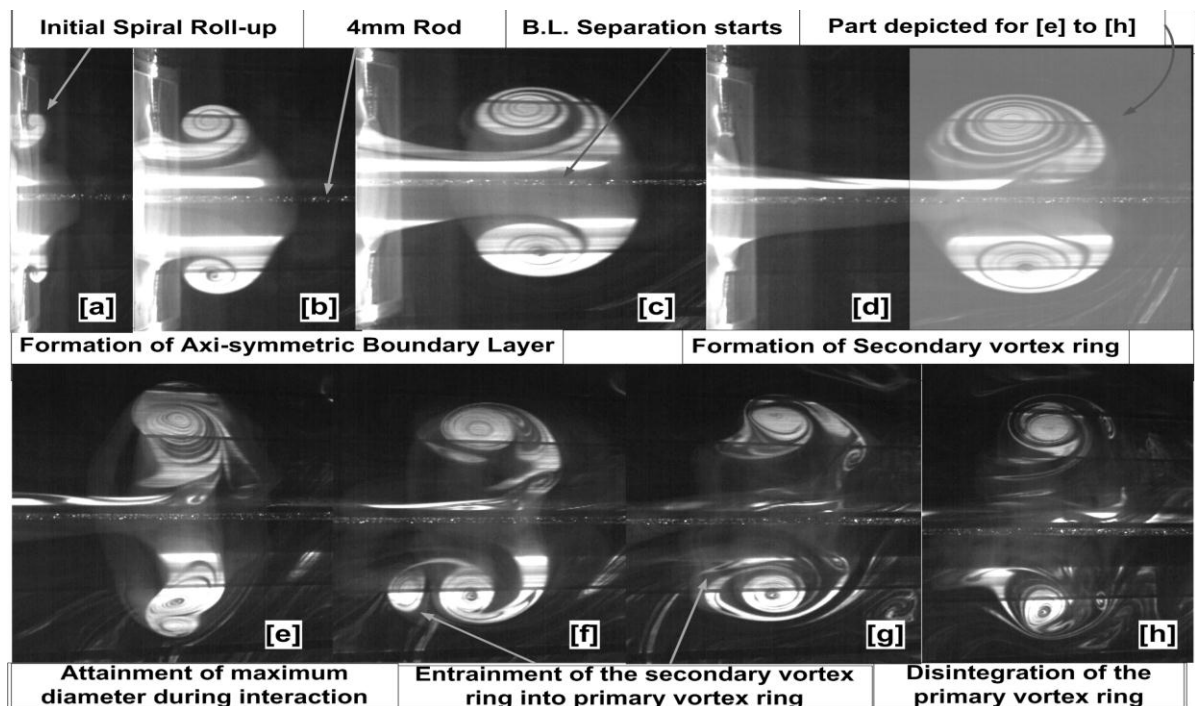 Initial Spiral Roll-up
4mm Rod
B.L. Separation starts
Part depicted for [e] to [h]
[a]
[b]
[c]
[d]
Formation of Axi-symmetric Boundary Layer
Formation of Secondary vortex ring
[e]
[f]
[g]
[h]
Attainment of maximum
diameter during interaction
Entrainment of the secondary vortex
ring into primary vortex ring
Disintegration of the
primary vortex ring